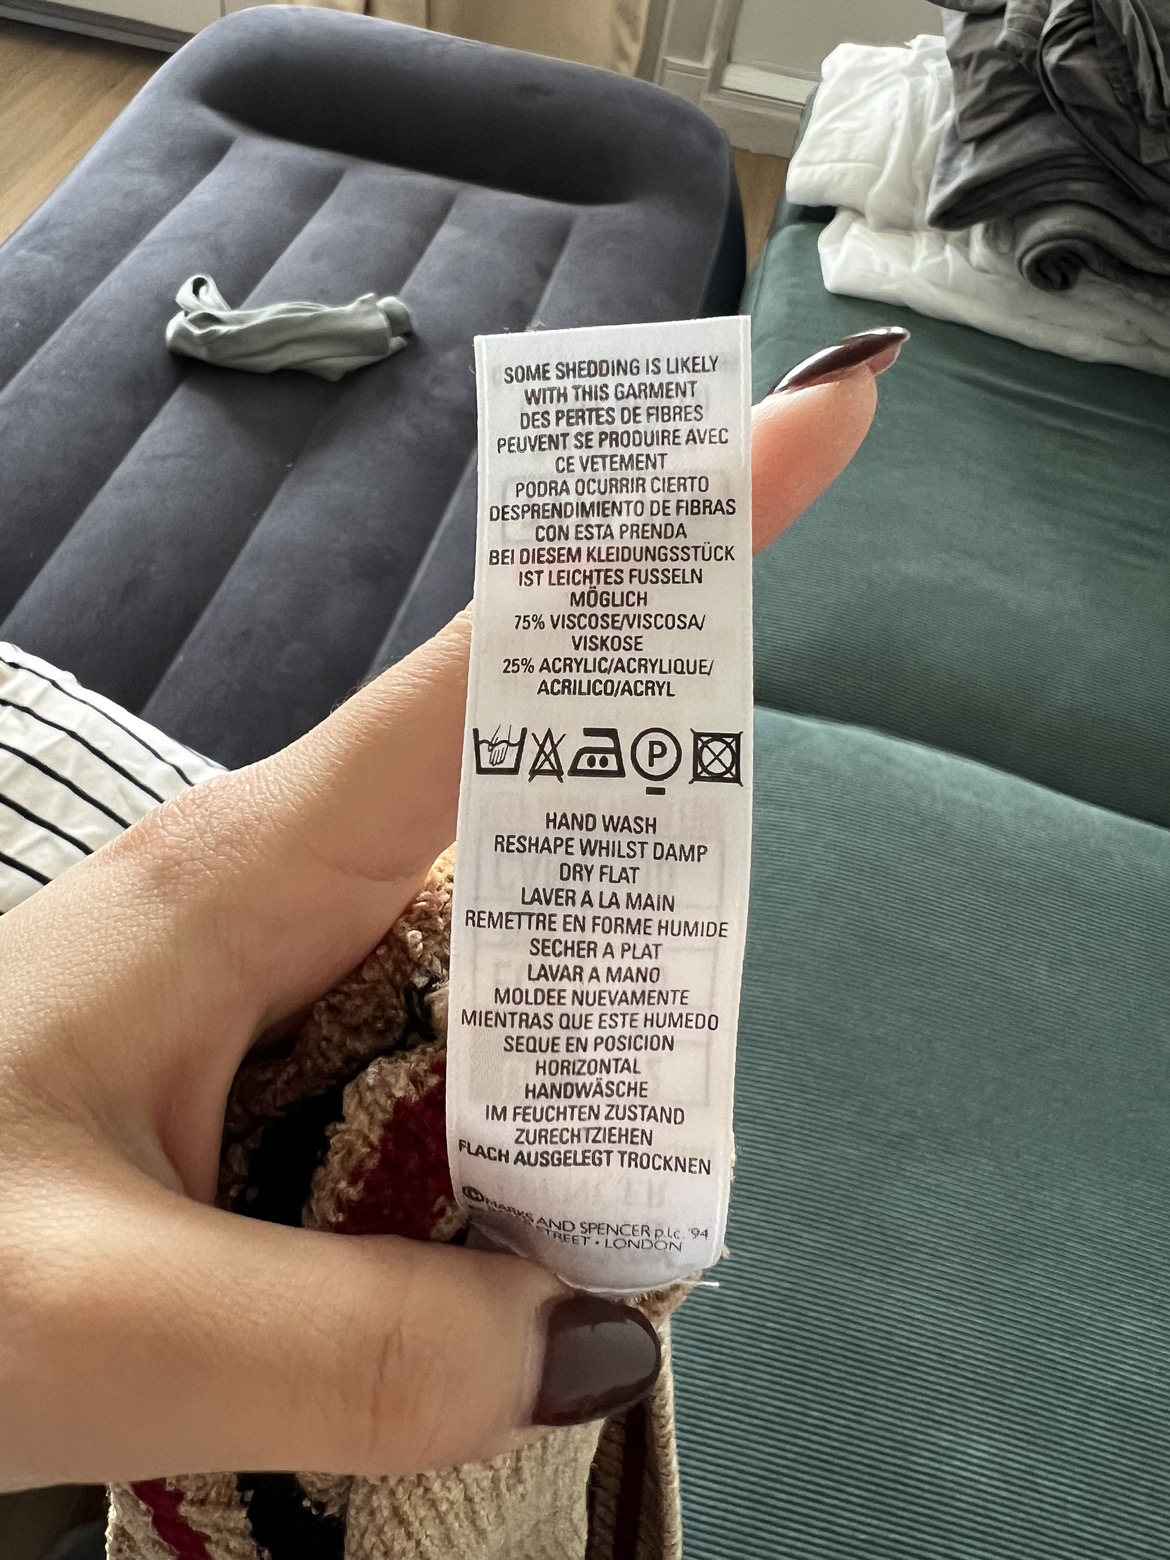 SOME SHEDDING IS LIKELY
WITH THIS GARMENT
DES PERTES DE FIBRES
PEUVENT SE PRODUIRE AVEC
CE VETEMENT
PODRA OCURRIR CIERTO
DESPRENDIMIENTO DE FIBRAS
CON ESTA PRENDA
BEI DIESEM KLEIDUNGSSTÜCK
IST LEICHTES FUSSELN
MÖGLICH
75% VISCOSE/VISCOSA/
VISKOSE
25% ACRYLIC/ACRYLIQUE/
ACRILICO/ACRYL
P
HAND WASH
RESHAPE WHILST DAMP
DRY FLAT
LAVER A LA MAIN
REMETTRE EN FORME HUMIDE
SECHER A PLAT
LAVAR A MANO
MOLDEE NUEVAMENTE
MIENTRAS QUE ESTE HUMEDO
SEQUE EN POSICION
HORIZONTAL
HANDWÄSCHE
IM FEUCHTEN ZUSTAND
ZURECHTZIEHEN
FLACH AUSGELEGT TROCKNEN
MARKS AND SPENCER p.l.c. '94
STREET • LONDON